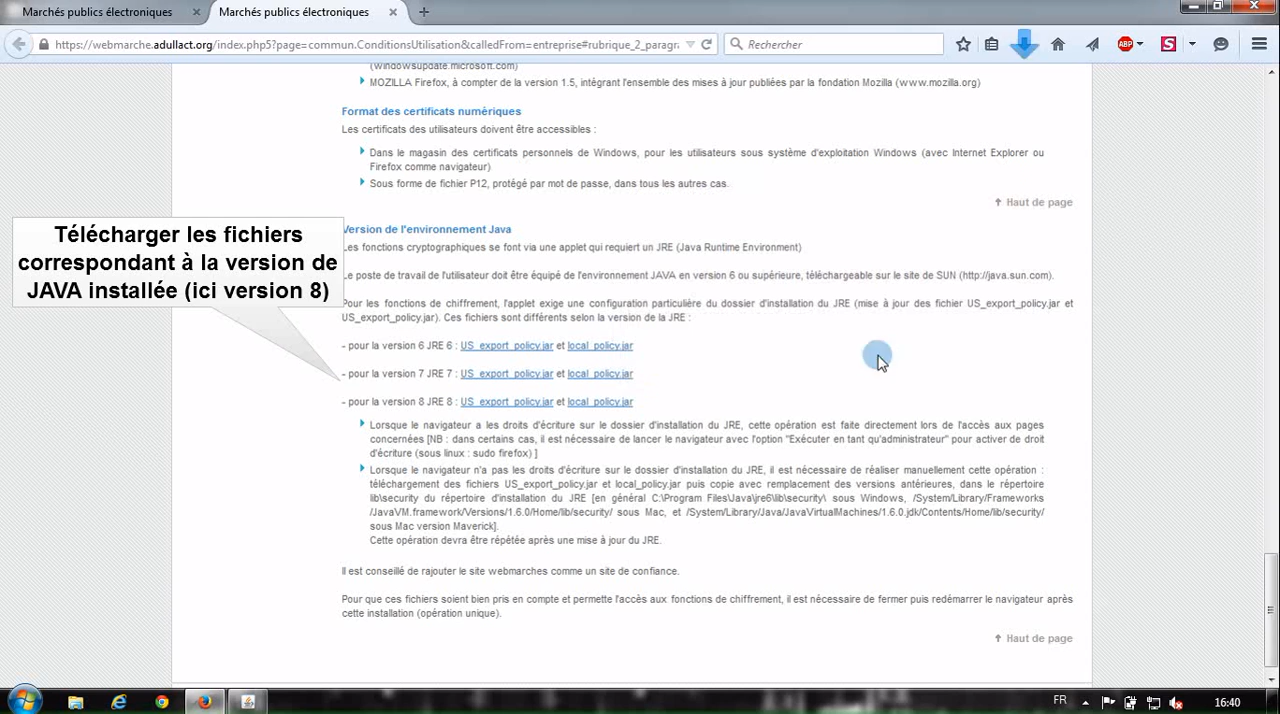 Marchés publics électroniques
Marchés publics électroniques
https://webmarche.adullact.org/index.php5?page=commun.ConditionsUtilisation&calledFrom=entreprise#rubrique_2_paragra
Rechercher
ABP
S
(windowsupdate.microsoft.com)
MOZILLA Firefox, à compter de la version 1.5, intégrant l'ensemble des mises à jour publiées par la fondation Mozilla (www.mozilla.org)
Format des certificats numériques
Les certificats des utilisateurs doivent être accessibles :
Dans le magasin des certificats personnels de Windows, pour les utilisateurs sous système d'exploitation Windows (avec Internet Explorer ou
Firefox comme navigateur)
Sous forme de fichier P12, protégé par mot de passe, dans tous les autres cas.
Haut de page
Télécharger les fichiers
correspondant à la version de
JAVA installée (ici version 8)
Version de l'environnement Java
Les fonctions cryptographiques se font via une applet qui requiert un JRE (Java Runtime Environment)
Le poste de travail de l'utilisateur doit être équipé de l'environnement JAVA en version 6 ou supérieure, téléchargeable sur le site de SUN (http://java.sun.com).
Pour les fonctions de chiffrement, l'applet exige une configuration particulière du dossier d'installation du JRE (mise à jour des fichier US_export_policy.jar et
US_export_policy.jar). Ces fichiers sont différents selon la version de la JRE :
- pour la version 6 JRE 6 : US_export_policy.jar et local_policy.jar
- pour la version 7 JRE 7 : US_export_policy.jar et local_policy.jar
- pour la version 8 JRE 8 : US_export_policy.jar et local_policy.jar
Lorsque le navigateur a les droits d'écriture sur le dossier d'installation du JRE, cette opération est faite directement lors de l'accès aux pages
concernées [NB : dans certains cas, il est nécessaire de lancer le navigateur avec l'option "Exécuter en tant qu'administrateur" pour activer de droit
d'écriture (sous linux : sudo firefox) ]
Lorsque le navigateur n'a pas les droits d'écriture sur le dossier d'installation du JRE, il est nécessaire de réaliser manuellement cette opération :
téléchargement des fichiers US_export_policy.jar et local_policy.jar puis copie avec remplacement des versions antérieures, dans le répertoire
lib\security du répertoire d'installation du JRE [en général C:\Program Files\Java\jre6\lib\security\ sous Windows, /System/Library/Frameworks
/JavaVM.framework/Versions/1.6.0/Home/lib/security/ sous Mac, et /System/Library/Java/JavaVirtualMachines/1.6.0.jdk/Contents/Home/lib/security/
sous Mac version Maverick].
Cette opération devra être répétée après une mise à jour du JRE.
Il est conseillé de rajouter le site webmarches comme un site de confiance.
Pour que ces fichiers soient bien pris en compte et permette l'accès aux fonctions de chiffrement, il est nécessaire de fermer puis redémarrer le navigateur après
cette installation (opération unique).
Haut de page
FR
16:40